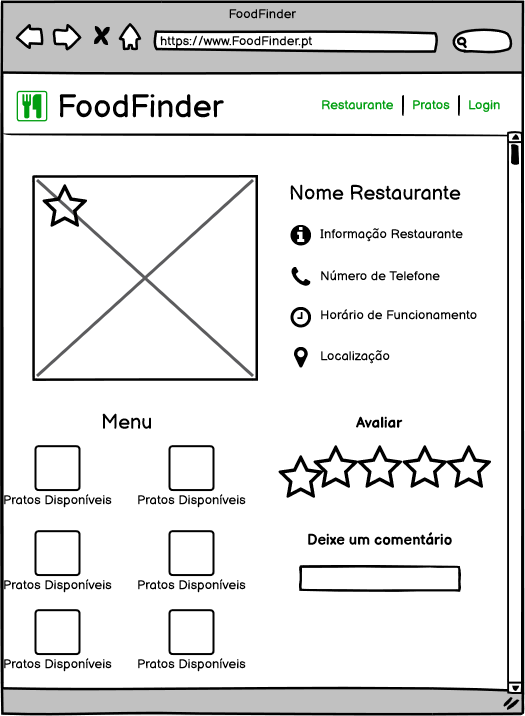 FoodFinder
https://www.FoodFinder.pt
FoodFinder
Restaurante | Pratos | Login
Nome Restaurante
Informação Restaurante
Número de Telefone
Horário de Funcionamento
Localização
Menu
Pratos Disponíveis Pratos Disponíveis
Pratos Disponíveis Pratos Disponíveis
Pratos Disponíveis Pratos Disponíveis
Avaliar
Deixe um comentário